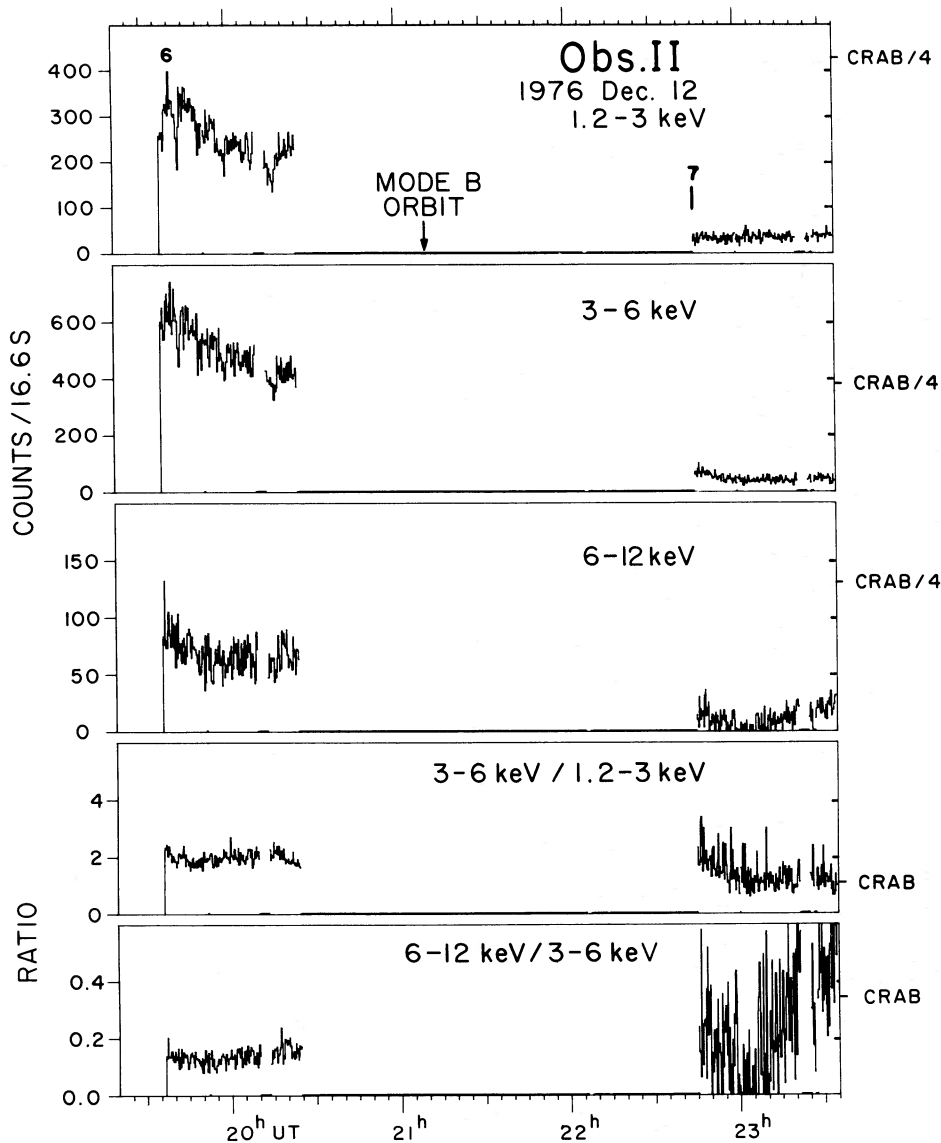 6
Obs.II
1976 Dec. 12
1.2-3 keV
CRAB/4
400
300
200
100
0
MODE B
ORBIT
7
3-6 keV
600
400
200
0
CRAB/4
COUNTS/16.6S
6-12 keV
150
100
50
0
CRAB/4
3-6 keV / 1.2-3 keV
4
2
0
CRAB
RATIO
6-12 keV/3-6 keV
0.4
0.2
0.0
CRAB
20h UT 21h 22h 23h